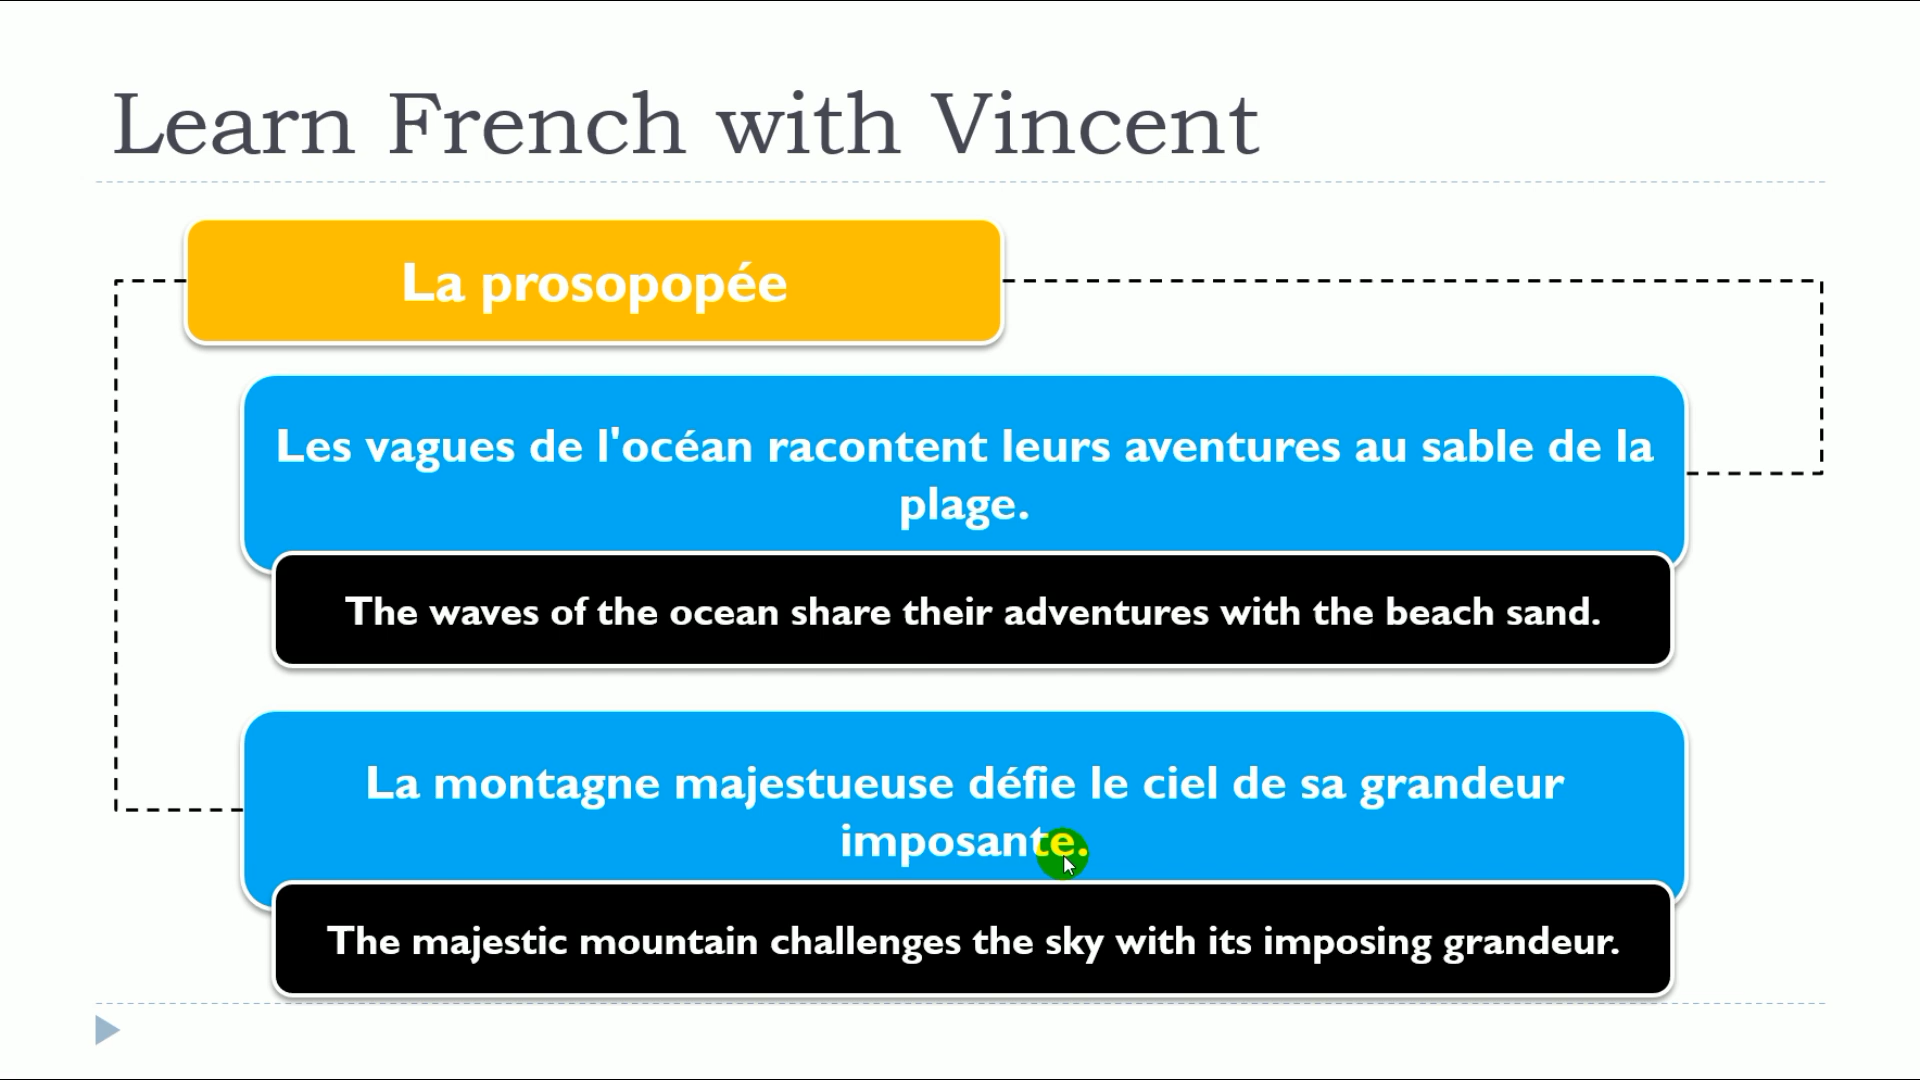 Learn French with Vincent
La prosopopée
Les vagues de l'océan racontent leurs aventures au sable de la
plage.
The waves of the ocean share their adventures with the beach sand.
La montagne majestueuse défie le ciel de sa grandeur
imposante.
The majestic mountain challenges the sky with its imposing grandeur.